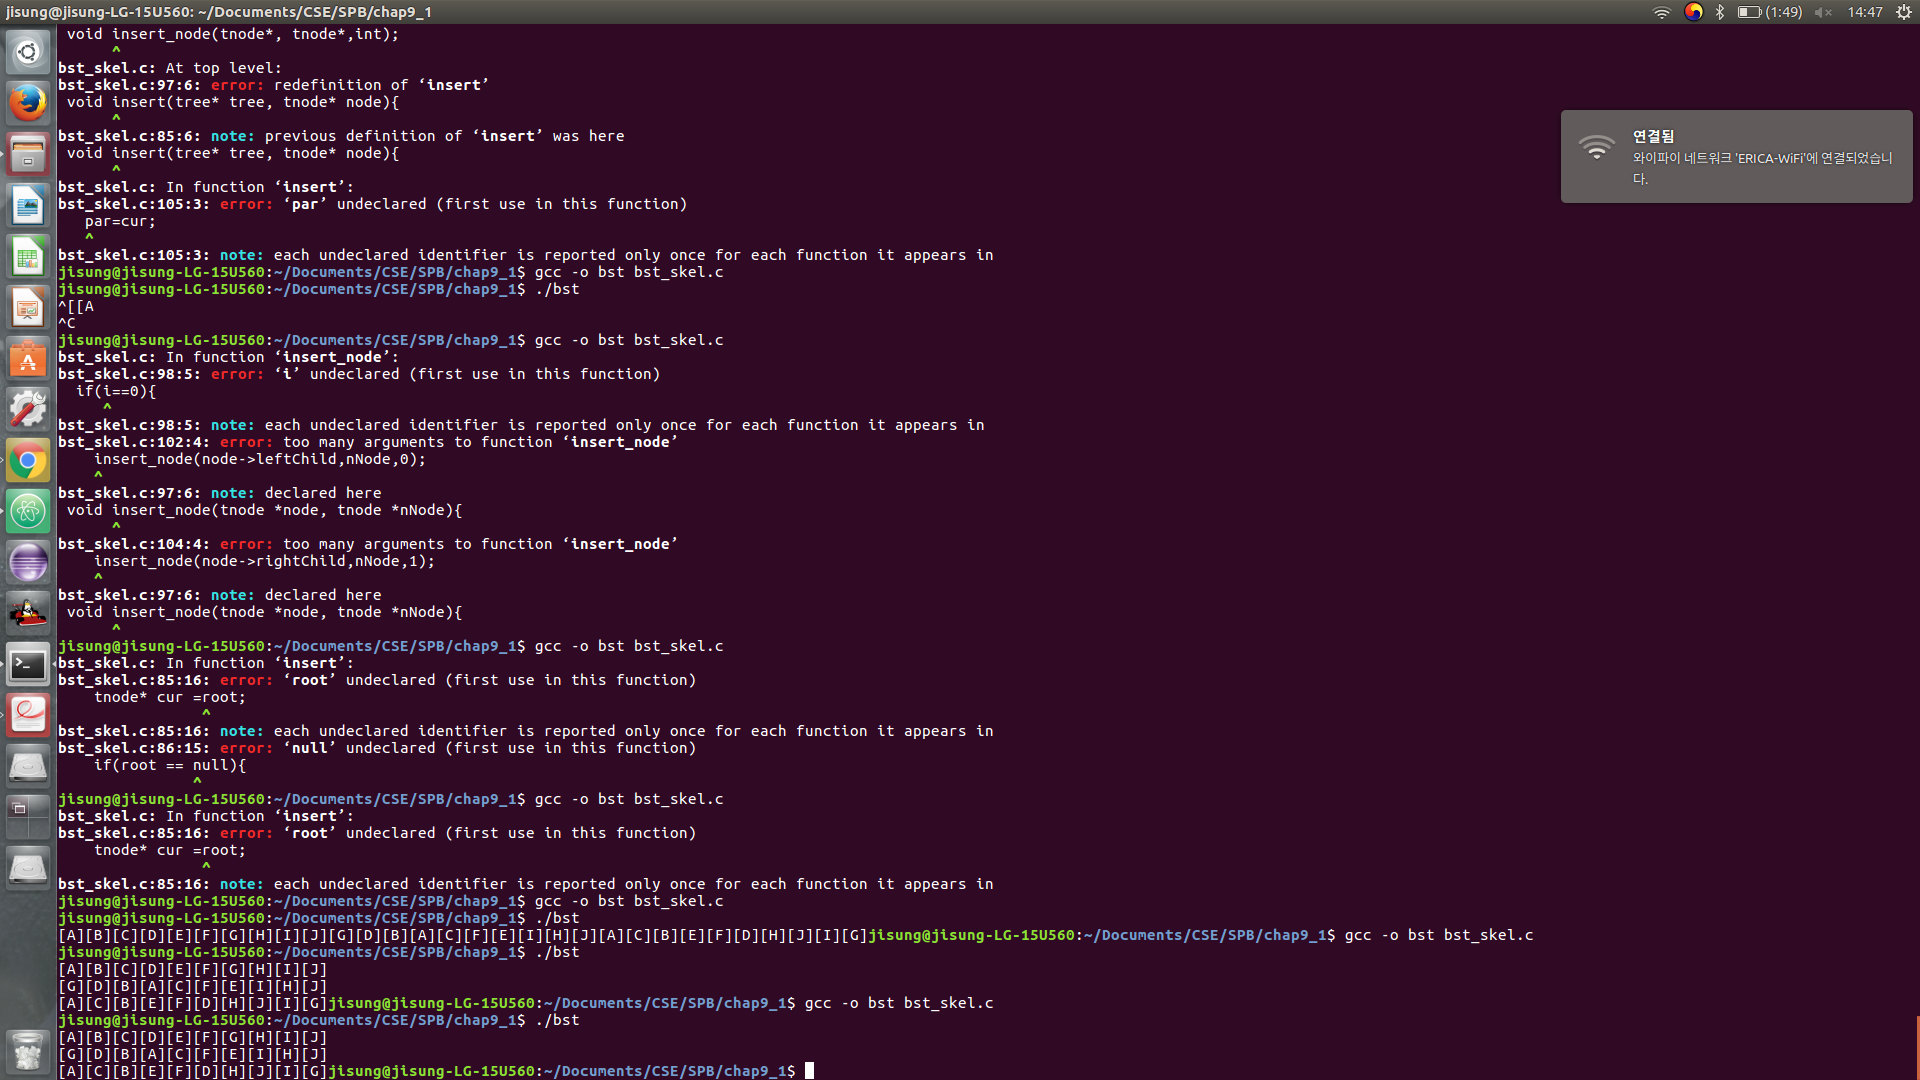 jisung@jisung-LG-15U560: ~/Documents/CSE/SPB/chap9_1
(1:49)
14:47
void insert_node(tnode*, tnode*,int);
^
bst_skel.c: At top level:
bst_skel.c:97:6: error: redefinition of ‘insert’
void insert(tree* tree, tnode* node){
^
bst_skel.c:85:6: note: previous definition of ‘insert’ was here
void insert(tree* tree, tnode* node){
^
bst_skel.c: In function ‘insert’:
bst_skel.c:105:3: error: ‘par’ undeclared (first use in this function)
par=cur;
^
bst_skel.c:105:3: note: each undeclared identifier is reported only once for each function it appears in
jisung@jisung-LG-15U560:~/Documents/CSE/SPB/chap9_1$ gcc -o bst bst_skel.c
jisung@jisung-LG-15U560:~/Documents/CSE/SPB/chap9_1$ ./bst
^[[A
^C
jisung@jisung-LG-15U560:~/Documents/CSE/SPB/chap9_1$ gcc -o bst bst_skel.c
bst_skel.c: In function ‘insert_node’:
bst_skel.c:98:5: error: ‘i’ undeclared (first use in this function)
if(i==0){
^
bst_skel.c:98:5: note: each undeclared identifier is reported only once for each function it appears in
bst_skel.c:102:4: error: too many arguments to function ‘insert_node’
insert_node(node->leftChild,nNode,0);
^
bst_skel.c:97:6: note: declared here
void insert_node(tnode *node, tnode *nNode){
^
bst_skel.c:104:4: error: too many arguments to function ‘insert_node’
insert_node(node->rightChild,nNode,1);
^
bst_skel.c:97:6: note: declared here
void insert_node(tnode *node, tnode *nNode){
^
jisung@jisung-LG-15U560:~/Documents/CSE/SPB/chap9_1$ gcc -o bst bst_skel.c
bst_skel.c: In function ‘insert’:
bst_skel.c:85:16: error: ‘root’ undeclared (first use in this function)
tnode* cur =root;
^
bst_skel.c:85:16: note: each undeclared identifier is reported only once for each function it appears in
bst_skel.c:86:15: error: ‘null’ undeclared (first use in this function)
if(root == null){
^
jisung@jisung-LG-15U560:~/Documents/CSE/SPB/chap9_1$ gcc -o bst bst_skel.c
bst_skel.c: In function ‘insert’:
bst_skel.c:85:16: error: ‘root’ undeclared (first use in this function)
tnode* cur =root;
^
bst_skel.c:85:16: note: each undeclared identifier is reported only once for each function it appears in
jisung@jisung-LG-15U560:~/Documents/CSE/SPB/chap9_1$ gcc -o bst bst_skel.c
jisung@jisung-LG-15U560:~/Documents/CSE/SPB/chap9_1$ ./bst
[A][B][C][D][E][F][G][H][I][J][G][D][B][A][C][F][E][I][H][J][A][C][B][E][F][D][H][J][I][G]jisung@jisung-LG-15U560:~/Documents/CSE/SPB/chap9_1$ gcc -o bst bst_skel.c
jisung@jisung-LG-15U560:~/Documents/CSE/SPB/chap9_1$ ./bst
[A][B][C][D][E][F][G][H][I][J]
[G][D][B][A][C][F][E][I][H][J]
[A][C][B][E][F][D][H][J][I][G]jisung@jisung-LG-15U560:~/Documents/CSE/SPB/chap9_1$ gcc -o bst bst_skel.c
jisung@jisung-LG-15U560:~/Documents/CSE/SPB/chap9_1$ ./bst
[A][B][C][D][E][F][G][H][I][J]
[G][D][B][A][C][F][E][I][H][J]
[A][C][B][E][F][D][H][J][I][G]jisung@jisung-LG-15U560:~/Documents/CSE/SPB/chap9_1$
연결됨
와이파이 네트워크 'ERICA-WiFi'에 연결되었습니
다.